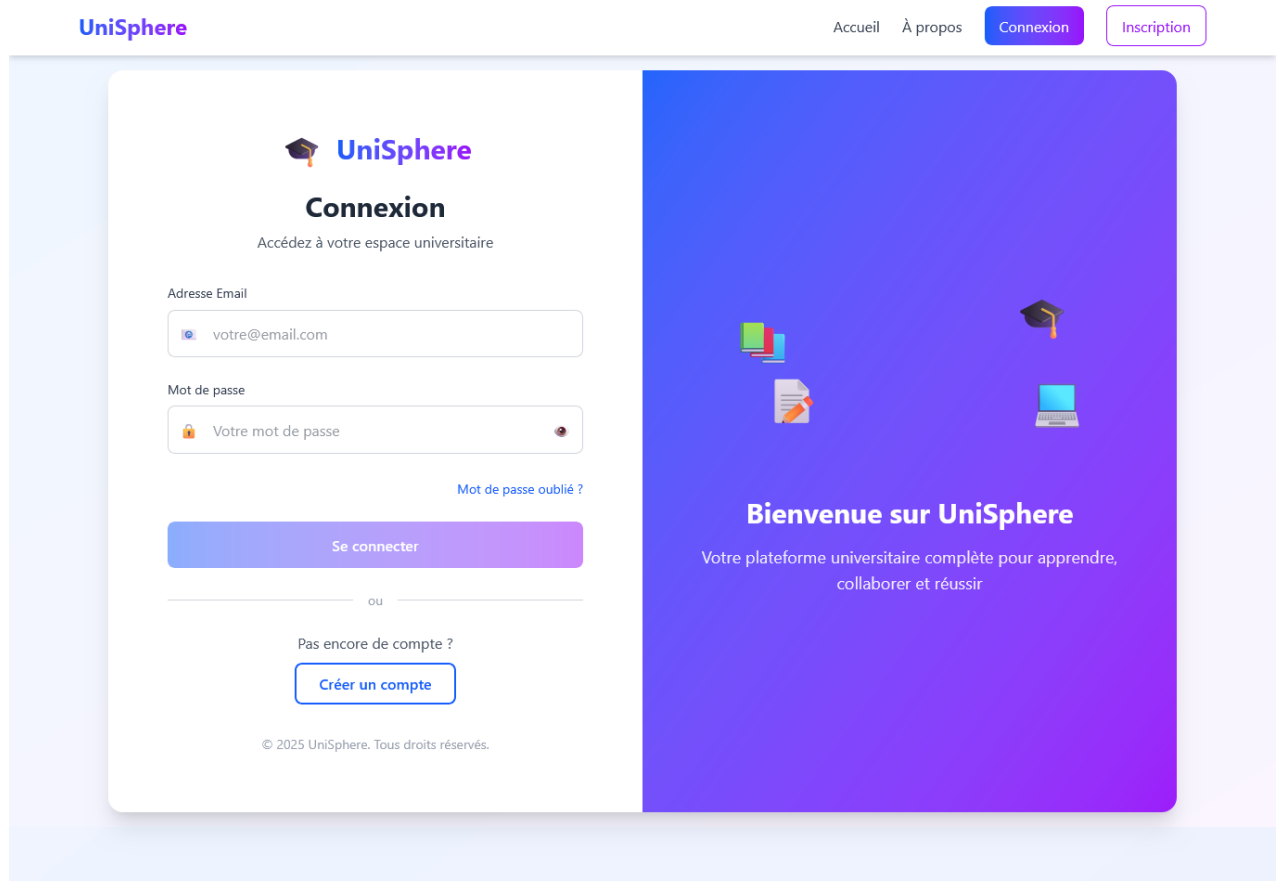 UniSphere
Accueil
À propos
Connexion
Inscription
UniSphere
Connexion
Accédez à votre espace universitaire
Adresse Email
votre@email.com
Mot de passe
Votre mot de passe
Mot de passe oublié ?
Se connecter
ou
Pas encore de compte ?
Créer un compte
© 2025 UniSphere. Tous droits réservés.
Bienvenue sur UniSphere
Votre plateforme universitaire complète pour apprendre,
collaborer et réussir